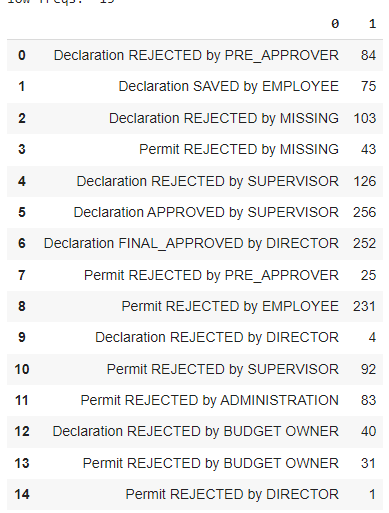 low freqs: 15
0 1
0 Declaration REJECTED by PRE_APPROVER 84
1 Declaration SAVED by EMPLOYEE 75
2 Declaration REJECTED by MISSING 103
3 Permit REJECTED by MISSING 43
4 Declaration REJECTED by SUPERVISOR 126
5 Declaration APPROVED by SUPERVISOR 256
6 Declaration FINAL_APPROVED by DIRECTOR 252
7 Permit REJECTED by PRE_APPROVER 25
8 Permit REJECTED by EMPLOYEE 231
9 Declaration REJECTED by DIRECTOR 4
10 Permit REJECTED by SUPERVISOR 92
11 Permit REJECTED by ADMINISTRATION 83
12 Declaration REJECTED by BUDGET OWNER 40
13 Permit REJECTED by BUDGET OWNER 31
14 Permit REJECTED by DIRECTOR 1